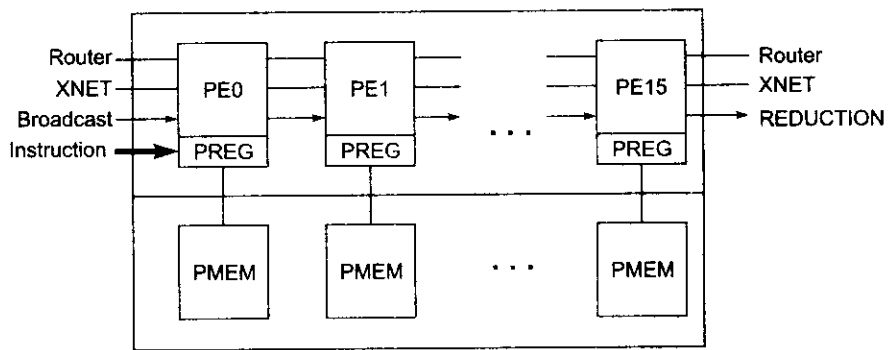 Router
XNET
Broadcast
Instruction
PE0
PREG
PE1
PREG
PE15
PREG
Router
XNET
REDUCTION
PMEM
PMEM
PMEM